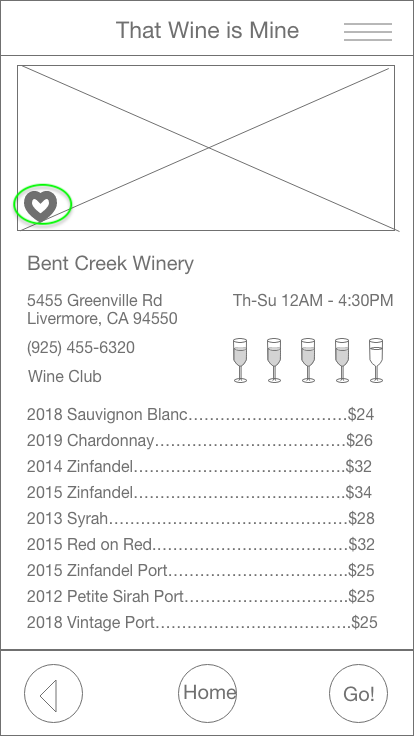 That Wine is Mine
Bent Creek Winery
5455 Greenville Rd
Livermore, CA 94550
Th-Su 12AM - 4:30PM
(925) 455-6320
Wine Club
2018 Sauvignon Blanc..............................$24
2019 Chardonnay....................................$26
2014 Zinfandel........................................$32
2015 Zinfandel........................................$34
2013 Syrah.............................................$28
2015 Red on Red.....................................$32
2015 Zinfandel Port..................................$25
2012 Petite Sirah Port...............................$25
2018 Vintage Port.....................................$25
Home
Go!